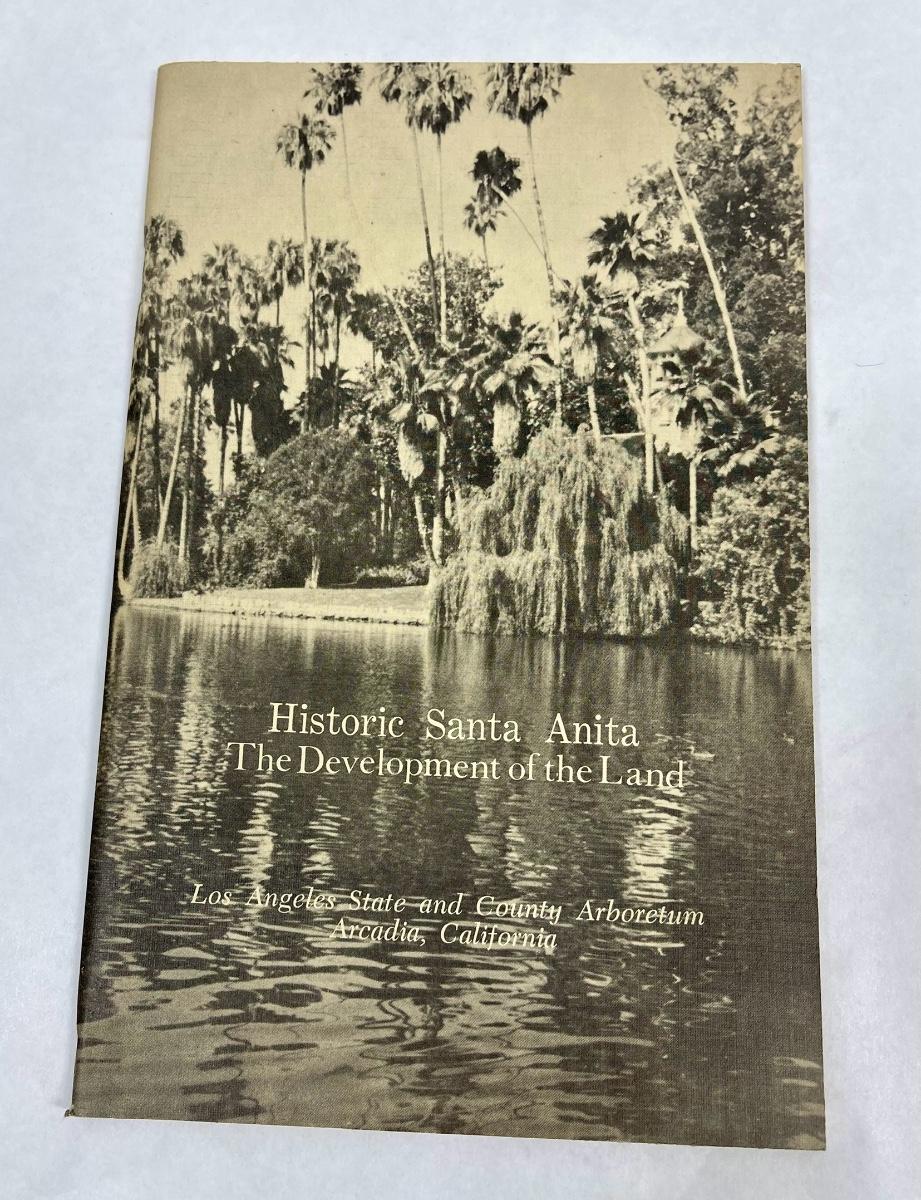 Historic Santa Anita
The Development of the Land
Los Angeles State and County Arboretum
Arcadia, California